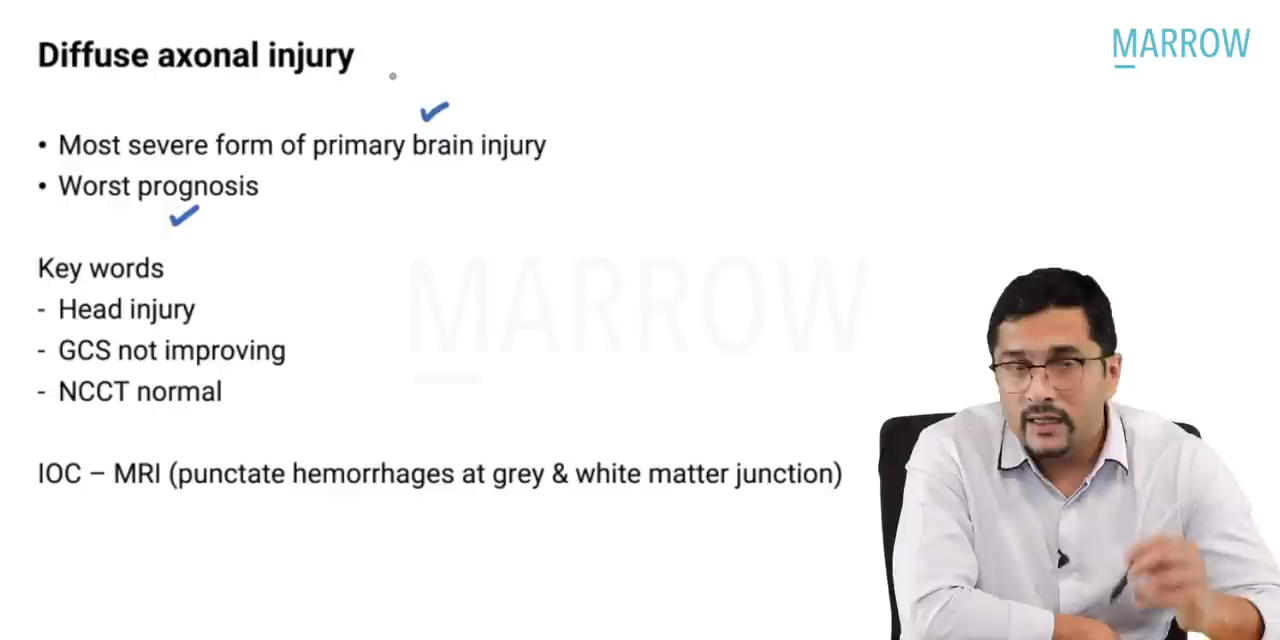 MARROW
Diffuse axonal injury
• Most severe form of primary brain injury
• Worst prognosis
Key words
- Head injury
- GCS not improving
- NCCT normal
IOC – MRI (punctate hemorrhages at grey & white matter junction)
MARROW